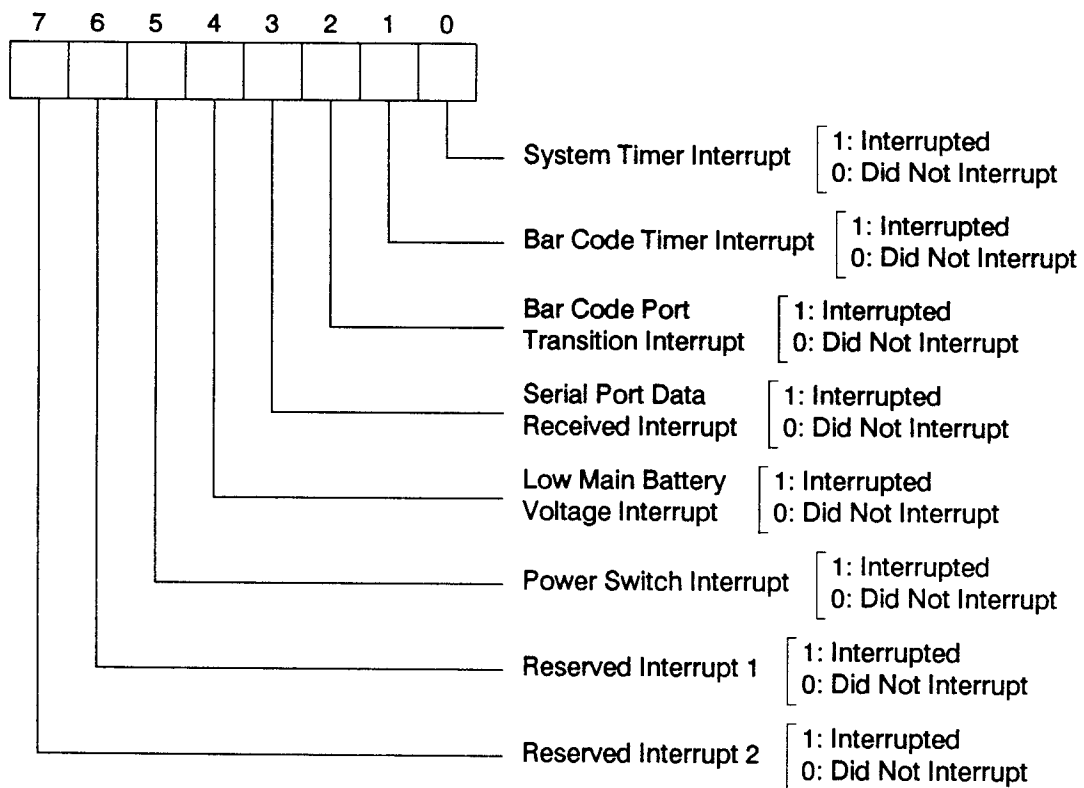 7 6 5 4 3 2 1 0
System Timer Interrupt
1: Interrupted
0: Did Not Interrupt
Bar Code Timer Interrupt
1: Interrupted
0: Did Not Interrupt
Bar Code Port
Transition Interrupt
1: Interrupted
0: Did Not Interrupt
Serial Port Data
Received Interrupt
1: Interrupted
0: Did Not Interrupt
Low Main Battery
Voltage Interrupt
1: Interrupted
0: Did Not Interrupt
Power Switch Interrupt
1: Interrupted
0: Did Not Interrupt
Reserved Interrupt 1
1: Interrupted
0: Did Not Interrupt
Reserved Interrupt 2
1: Interrupted
0: Did Not Interrupt